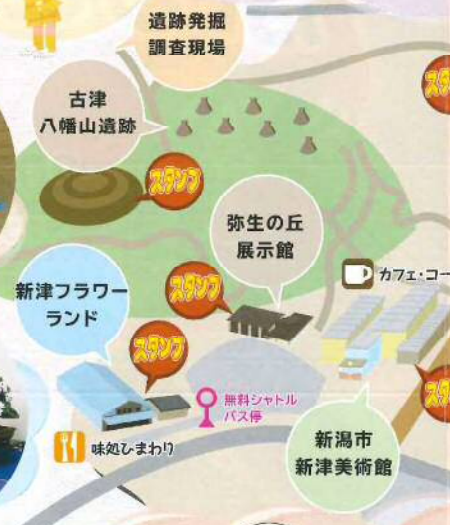 遺跡発掘
調査現場
古津
八幡山遺跡
スタンプ
弥生の丘
展示館
新津フラワー
ランド
スタンプ
スタンプ
カフェ・コー
無料シャトル
バス停
味処ひまわり
新潟市
新津美術館